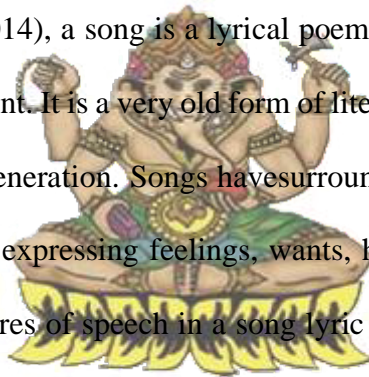 14), a song is a lyrical poem
nt. It is a very old form of lite
eneration. Songs havesurroun
expressing feelings, wants, h
res of speech in a song lyric